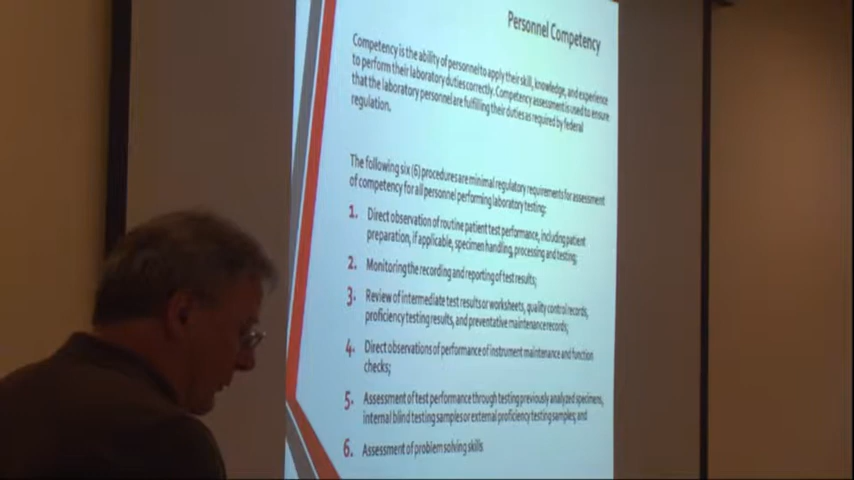 Personnel Competency
Competency is the ability of personnel to apply their skill, knowledge, and experience
to perform their laboratory duties correctly. Competency assessment is used to ensure
that the laboratory personnel are fulfilling their duties as required by federal
regulation.
The following six (6) procedures are minimal regulatory requirements for assessment
of competency for all personnel performing laboratory testing:
1. Direct observation of routine patient test performance, including patient
preparation, if applicable, specimen handling, processing and testing;
2. Monitoring the recording and reporting of test results;
3. Review of intermediate test results or worksheets, quality control records,
proficiency testing results, and preventative maintenance records;
4. Direct observations of performance of instrument maintenance and function
checks;
5. Assessment of test performance through testing previously analyzed specimens,
internal blind testing samples or external proficiency testing samples; and
6. Assessment of problem solving skills